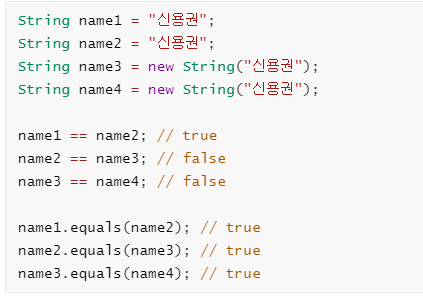 String name1 = "신용권";
String name2 = "신용권";
String name3 = new String("신용권");
String name4 = new String("신용권");
name1 == name2; // true
name2 == name3; // false
name3 == name4; // false
name1.equals(name2); // true
name2.equals(name3); // true
name3.equals(name4); // true